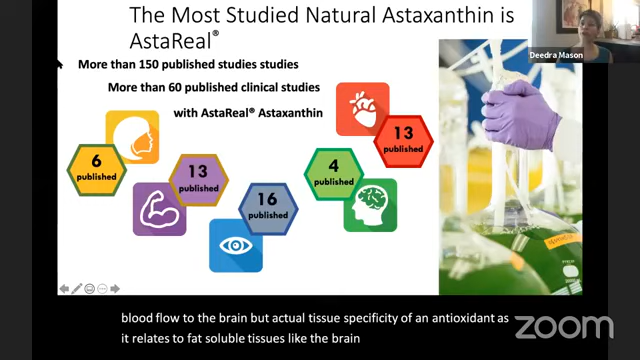 The Most Studied Natural Astaxanthin is
AstaReal®
Deedra Mason
More than 150 published studies studies
More than 60 published clinical studies
with AstaReal® Astaxanthin
6
published
13
published
16
published
4
published
13
published
blood flow to the brain but actual tissue specificity of an antioxidant as
it relates to fat soluble tissues like the brain
zoom